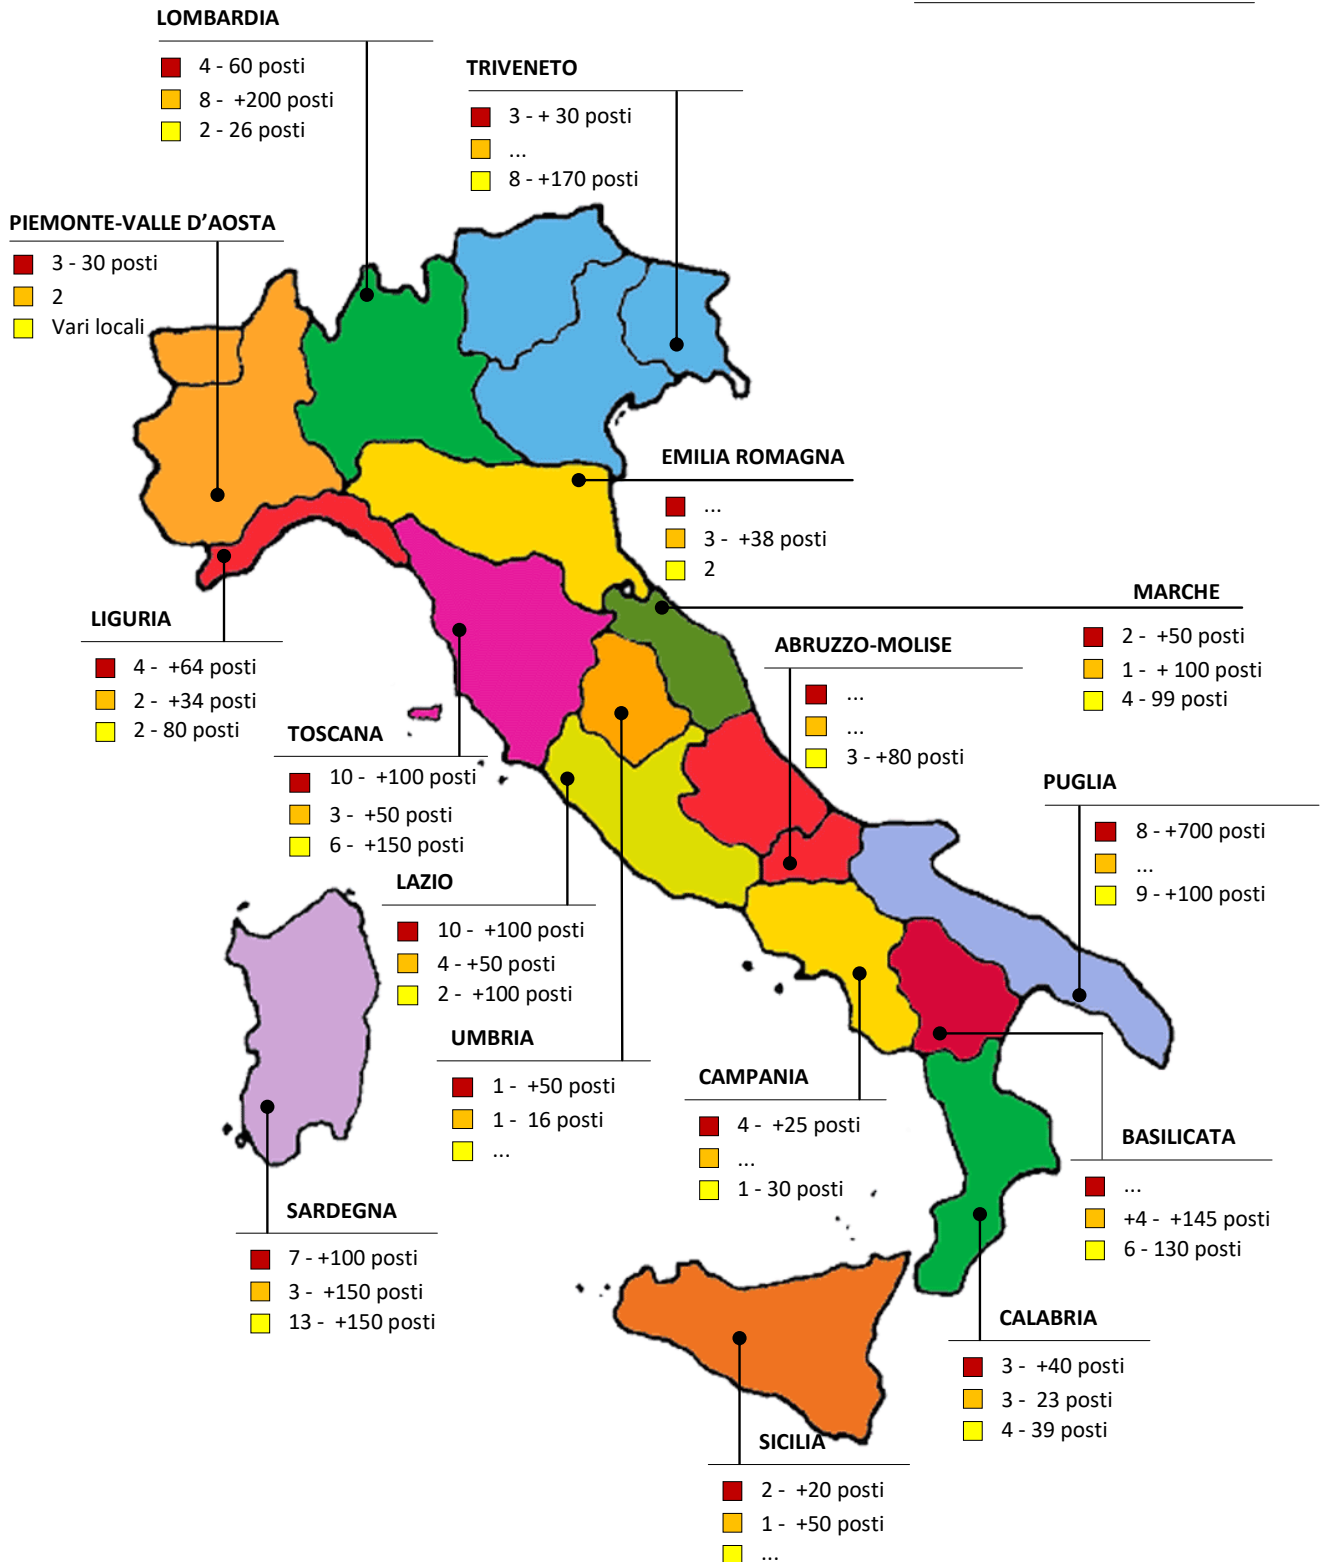 LOMBARDIA
4 - 60 posti
8 - +200 posti
2 - 26 posti
TRIVENETO
3 - + 30 posti
...
8 - +170 posti
PIEMONTE-VALLE D’AOSTA
3 - 30 posti
2
Vari locali
EMILIA ROMAGNA
...
3 - +38 posti
2
MARCHE
2 - +50 posti
1 - + 100 posti
4 - 99 posti
LIGURIA
4 - +64 posti
2 - +34 posti
2 - 80 posti
ABRUZZO-MOLISE
...
...
3 - +80 posti
TOSCANA
10 - +100 posti
3 - +50 posti
6 - +150 posti
PUGLIA
8 - +700 posti
...
9 - +100 posti
LAZIO
10 - +100 posti
4 - +50 posti
2 - +100 posti
UMBRIA
1 - +50 posti
1 - 16 posti
...
CAMPANIA
4 - +25 posti
...
1 - 30 posti
BASILICATA
...
+4 - +145 posti
6 - 130 posti
SARDEGNA
7 - +100 posti
3 - +150 posti
13 - +150 posti
CALABRIA
3 - +40 posti
3 - 23 posti
4 - 39 posti
SICILIA
2 - +20 posti
1 - +50 posti
...